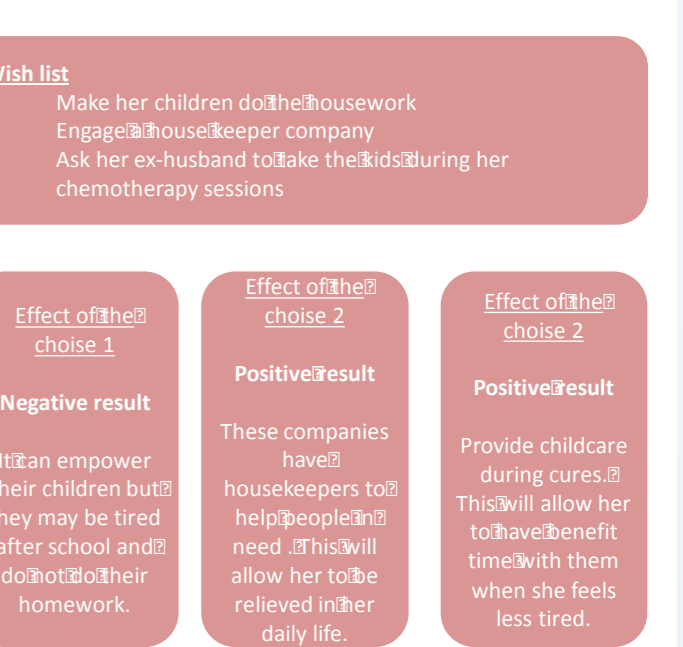 Wish list
Make her children do the housework
Engage a house keeper company
Ask her ex-husband to take the kids during her
chemotherapy sessions
Effect of the
choise 1
Negative result
It can empower
their children but
they may be tired
after school and
do not do their
homework.
Effect of the
choise 2
Positive result
These companies
have
housekeepers to
help people in
need . This will
allow her to be
relieved in her
daily life.
Effect of the
choise 2
Positive result
Provide childcare
during cures.
This will allow her
to have benefit
time with them
when she feels
less tired.